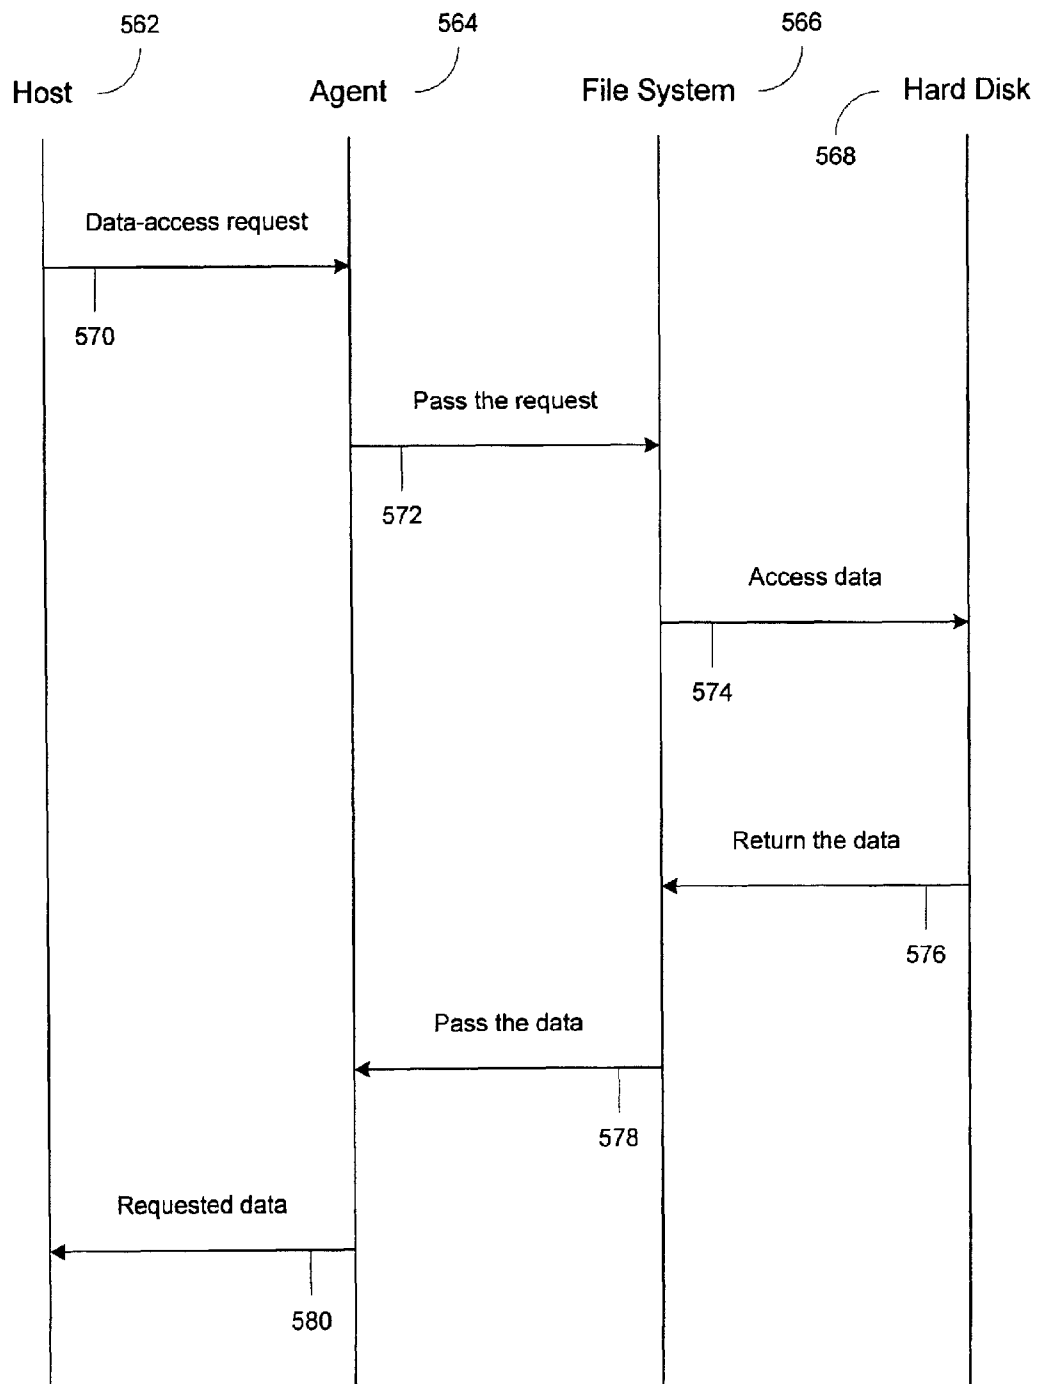 562
564
566
Host
Agent
File System
Hard Disk
568
Data-access request
570
Pass the request
572
Access data
574
Return the data
576
Pass the data
578
Requested data
580